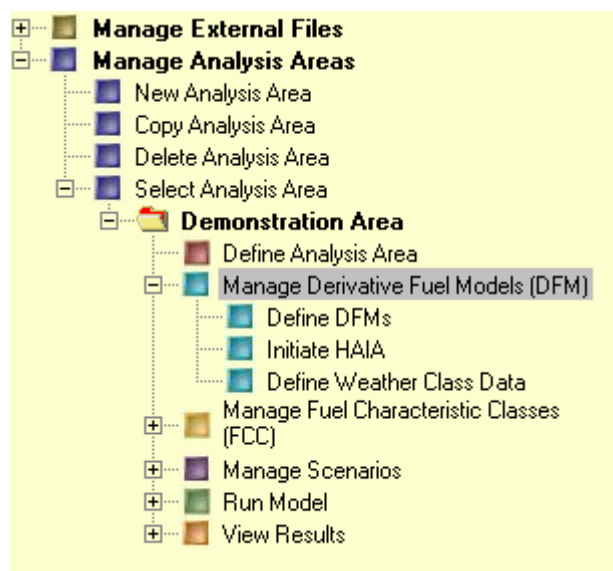 Manage External Files
Manage Analysis Areas
New Analysis Area
Copy Analysis Area
Delete Analysis Area
Select Analysis Area
Demonstration Area
Define Analysis Area
Manage Derivative Fuel Models (DFM)
Define DFMs
Initiate HAIA
Define Weather Class Data
Manage Fuel Characteristic Classes
(FCC)
Manage Scenarios
Run Model
View Results